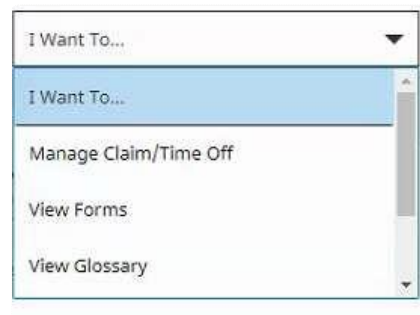 I Want To...
I Want To...
Manage Claim/Time Off
View Forms
View Glossary